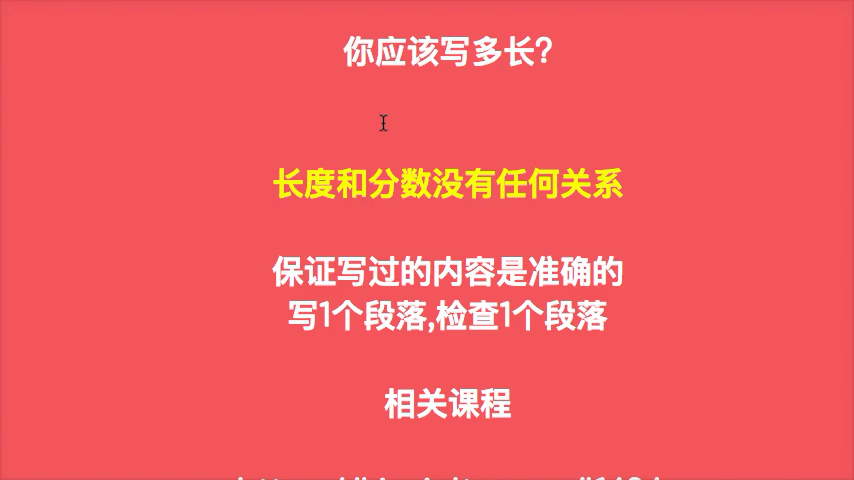 你应该写多长?
长度和分数没有任何关系
保证写过的内容是准确的
写1个段落,检查1个段落
相关课程